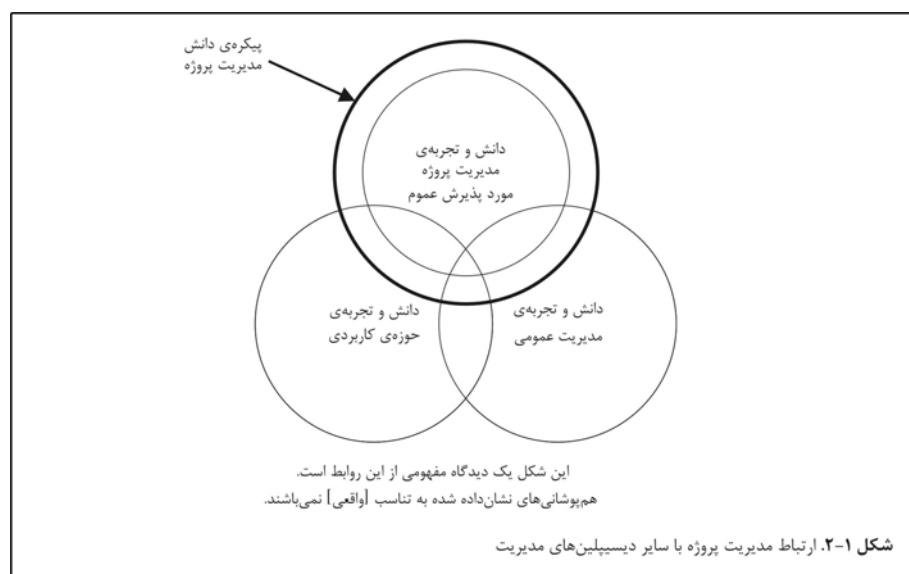 پیکره‌ی دانش
مدیریت پروژه
دانش و تجربه‌ی
مدیریت پروژه
مورد پذیرش عموم
دانش و تجربه‌ی
مدیریت عمومی
دانش و تجربه‌ی
حوزه‌ی کاربردی
این شکل یک دیدگاه مفهومی از این روابط است.
هم‌پوشانی‌های نشان‌داده شده به تناسب [واقعی] نمی‌باشند.
شکل ۱-۲. ارتباط مدیریت پروژه با سایر دیسیپلین‌های مدیریت